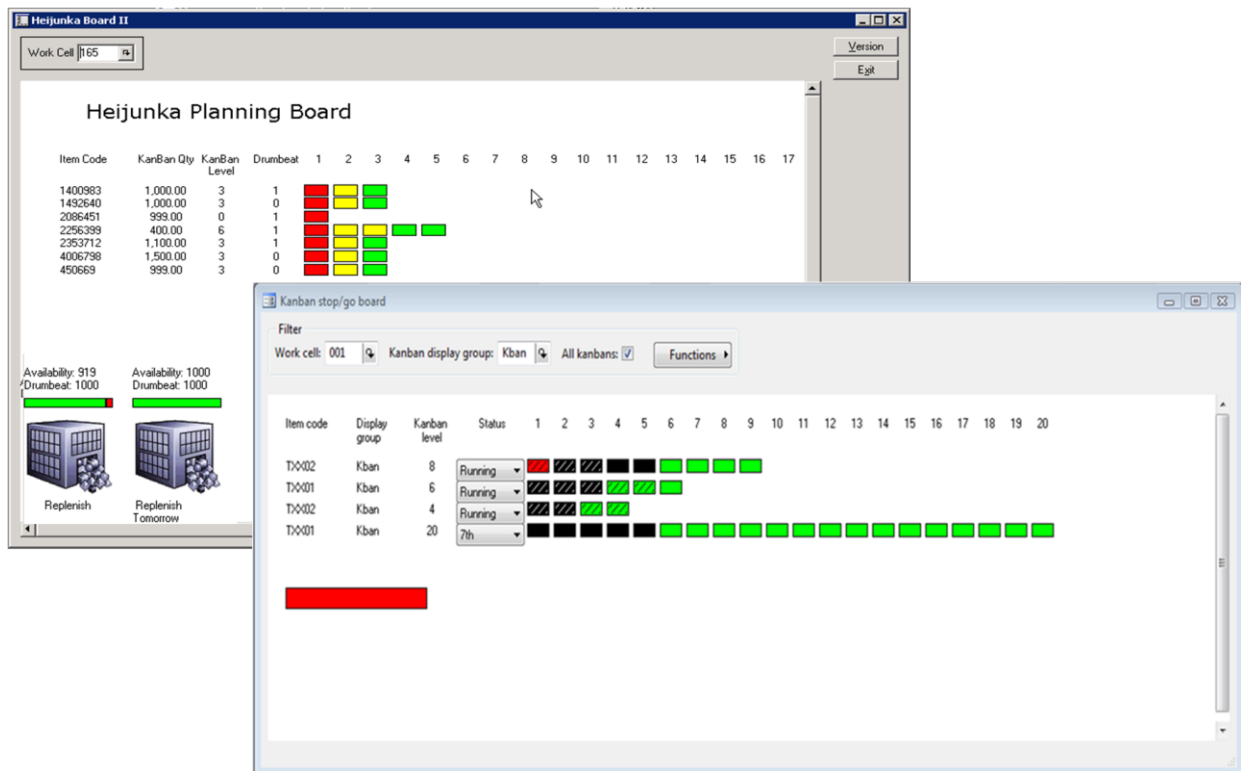 Heijunka Board II
Work Cell 165
Version
Exit
Heijunka Planning Board
Item Code KanBan Qty KanBan Level Drumbeat 1 2 3 4 5 6 7 8 9 10 11 12 13 14 15 16 17
1400983 1,000.00 3 1
1492640 1,000.00 3 0
2086451 999.00 0 1
2256399 400.00 6 1
2353712 1,100.00 3 1
4006798 1,500.00 3 0
450669 999.00 3 0
Availability: 919 Availability: 1000
Drumbeat: 1000 Drumbeat: 1000
Replenish Replenish
Tomorrow
Kanban stop/go board
Filter
Work cell: 001 Kanban display group: Kban All kanbans: Functions
Item code Display group Kanban level Status 1 2 3 4 5 6 7 8 9 10 11 12 13 14 15 16 17 18 19 20
TXX02 Kban 8 Running
TXX01 Kban 6 Running
TXX02 Kban 4 Running
TXX01 Kban 20 7th